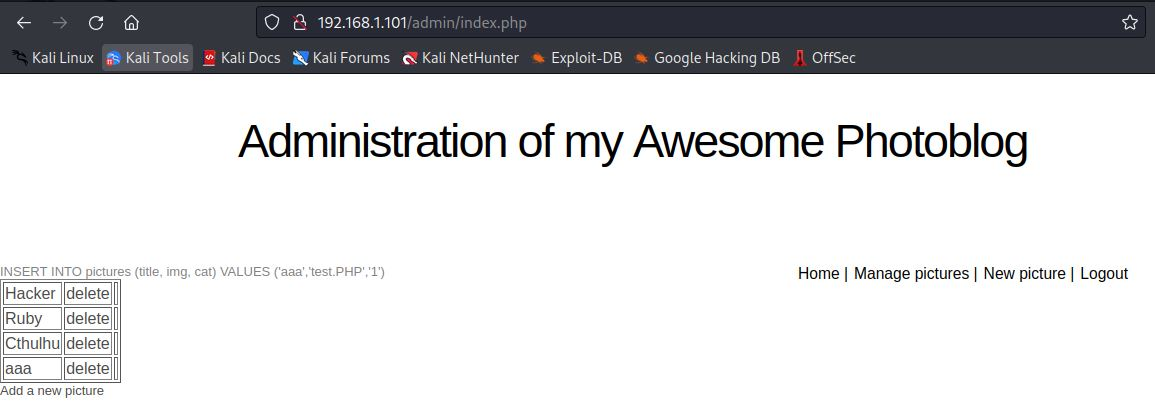 192.168.1.101/admin/index.php
Kali Linux Kali Tools Kali Docs Kali Forums Kali NetHunter Exploit-DB Google Hacking DB OffSec
Administration of my Awesome Photoblog
INSERT INTO pictures (title, img, cat) VALUES ('aaa','test.PHP','1')
Home | Manage pictures | New picture | Logout
Hacker delete
Ruby delete
Cthulhu delete
aaa delete
Add a new picture